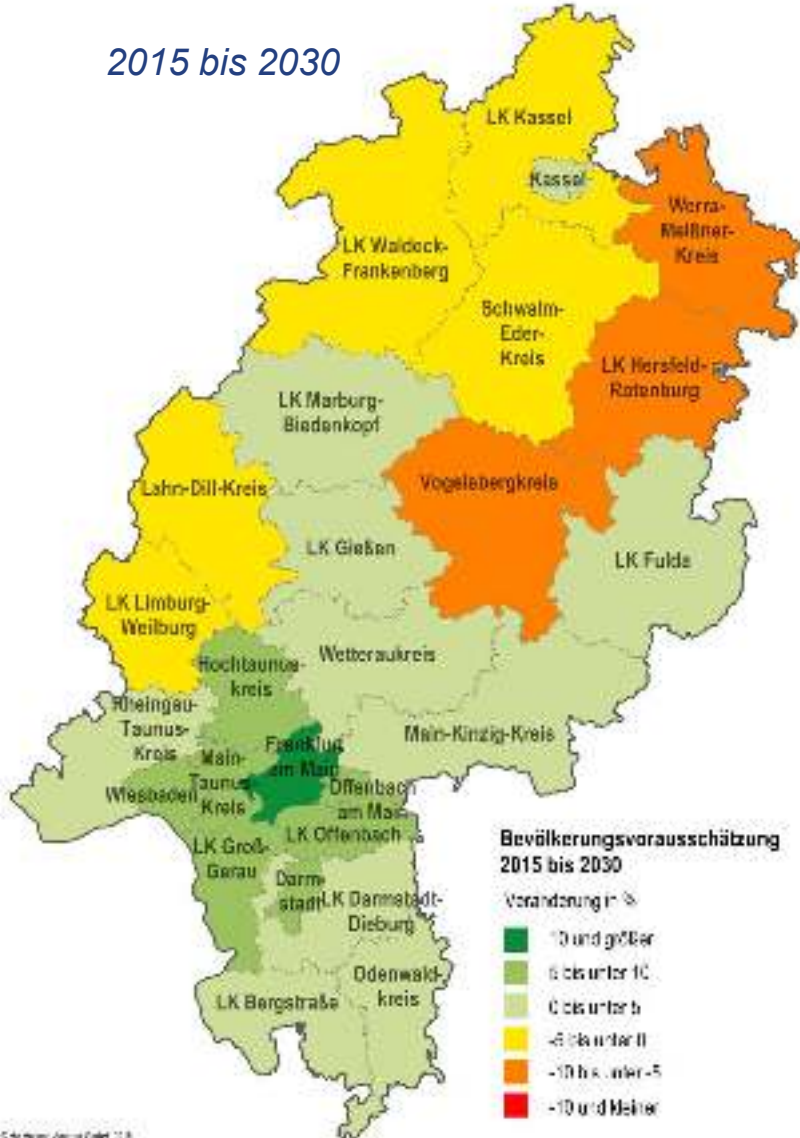 2015 bis 2030
LK Kassel
Kassel
Werra-
Meißner-
Kreis
LK Waldeck-
Frankenberg
Schwalm-
Eder-
Kreis
LK Hersfeld-
Rotenburg
LK Marburg-
Biedenkopf
Lahn-Dill-Kreis
Vogelsbergkreis
LK Gießen
LK Fulda
LK Limburg-
Weilburg
Wetteraukreis
Hochtaunus-
kreis
Rheingau-
Taunus-
Kreis
Main-Kinzig-Kreis
Main-
Taunus-
Kreis
Frankfurt
am Main
Wiesbaden
Offenbach
am Main
LK Offenbach
LK Groß-
Gerau
Darm-
stadt
LK Darmstadt-
Dieburg
Odenwald-
kreis
LK Bergstraße
Bevölkerungsvorausschätzung
2015 bis 2030
Veränderung in %
10 und größer
5 bis unter 10
0 bis unter 5
-5 bis unter 0
-10 bis unter -5
-10 und kleiner